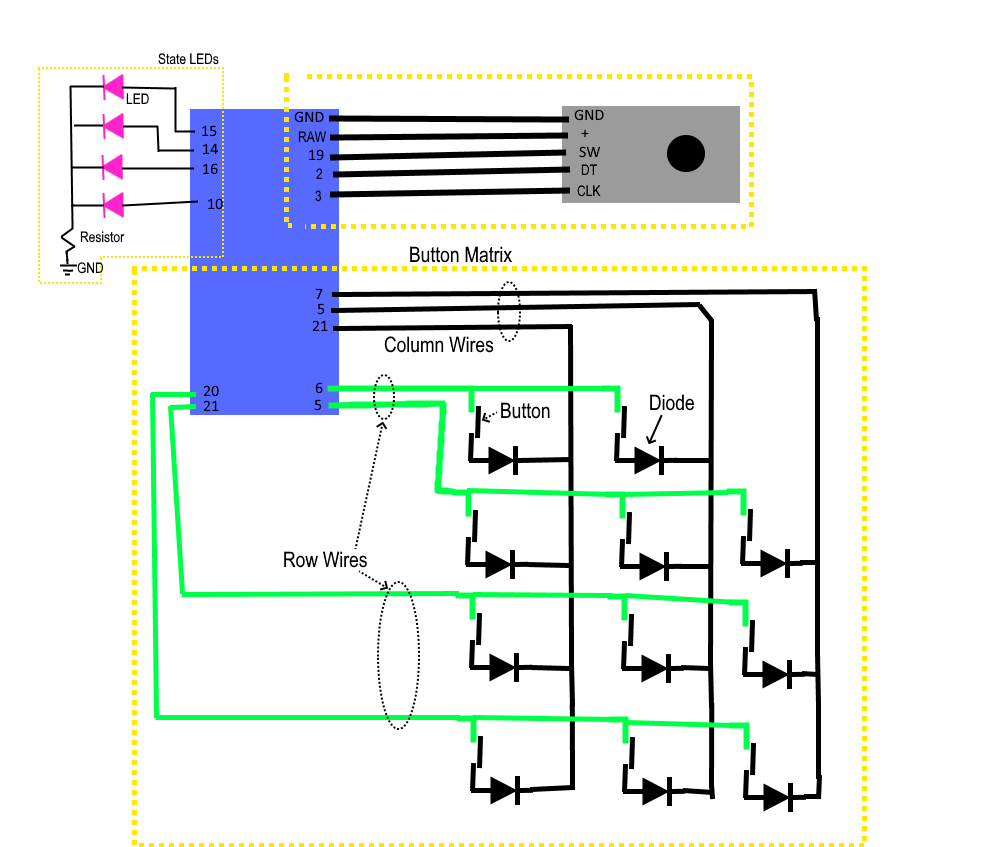 State LEDs
LED
15
14
16
10
Resistor
GND
GND
RAW
19
2
3
GND
+
SW
DT
CLK
Button Matrix
7
5
21
Column Wires
20
21
6
5
Button
Diode
Row Wires